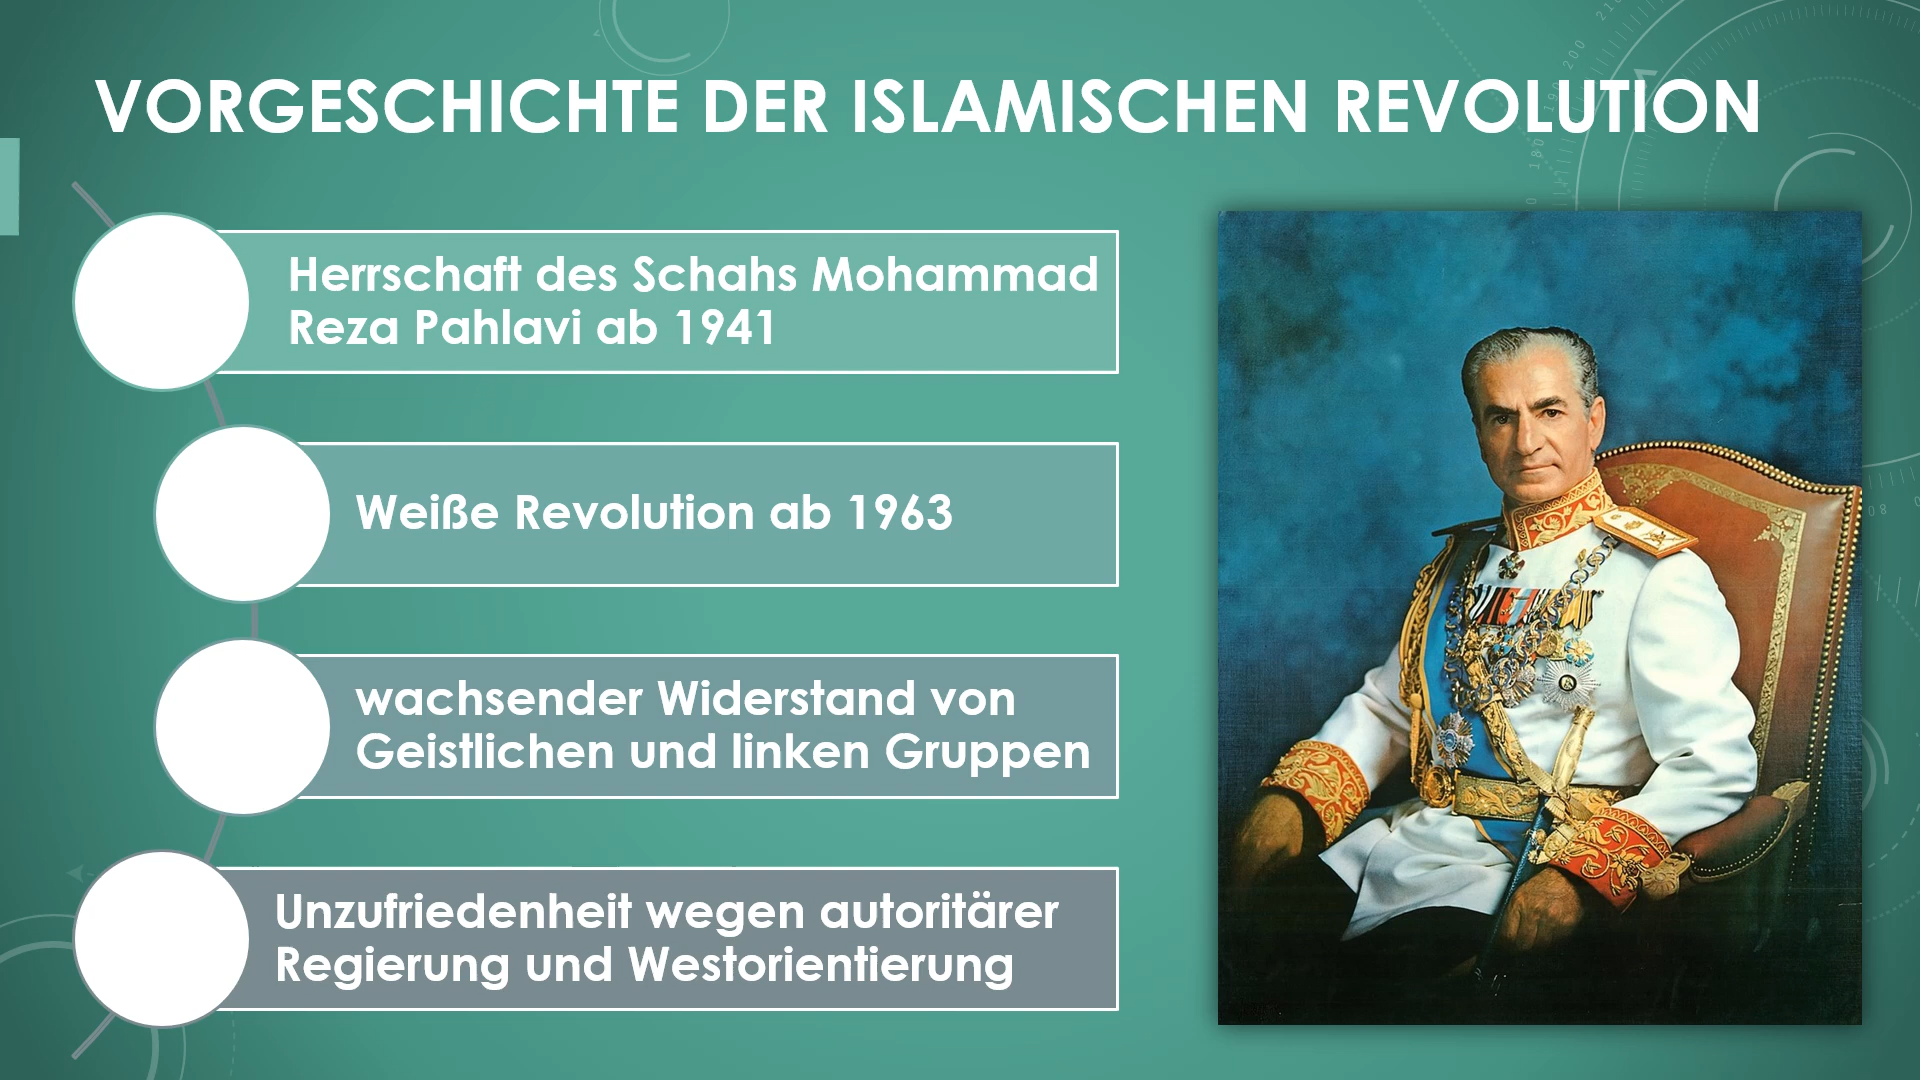 VORGESCHICHTE DER ISLAMISCHEN REVOLUTION
Herrschaft des Schahs Mohammad
Reza Pahlavi ab 1941
Weiße Revolution ab 1963
wachsender Widerstand von
Geistlichen und linken Gruppen
Unzufriedenheit wegen autoritärer
Regierung und Westorientierung